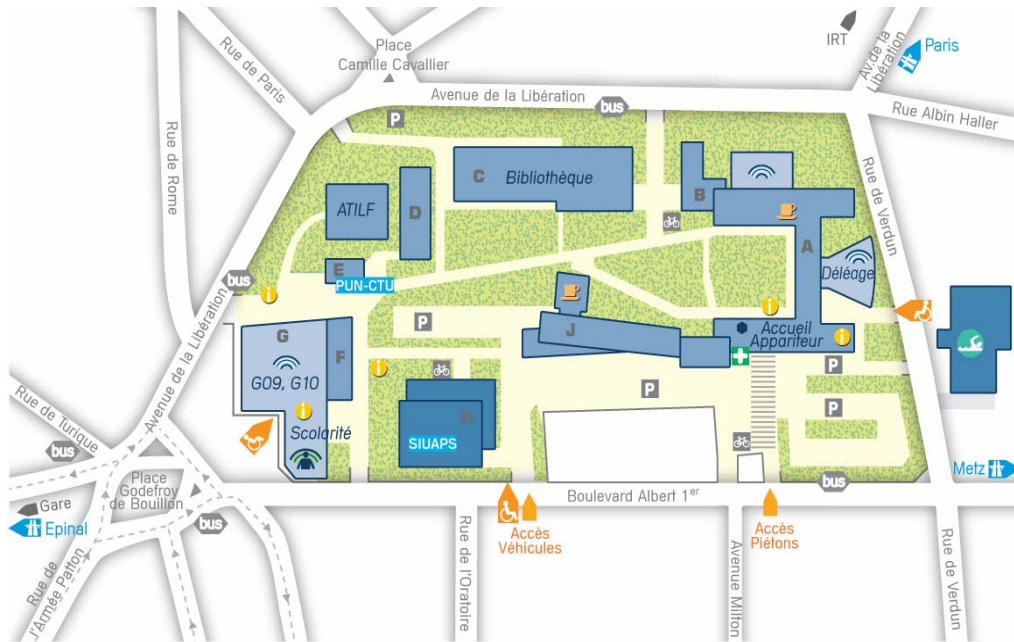 Place
Camille Cavallier
IRT
Av. de la
Libération
Paris
Rue de Paris
Avenue de la Libération
bus
Rue Albin Haller
P
Rue de Rome
C
Bibliothèque
B
Rue de Verdun
ATILF
D
A
E
PUN-CTU
bus
Déléage
i
i
G
F
P
J
Accueil
Appariteur
i
G09, G10
i
P
P
Avenue de la Libération
i
Scolarité
H
SIUAPS
P
Rue de Turique
bus
Place
Godefroy
de Bouillon
Gare
Epinal
bus
Boulevard Albert 1er
bus
Metz
Accès
Véhicules
Accès
Piétons
Rue de
l'Armée Patton
Rue de l'Oratoire
Avenue Milton
Rue de Verdun